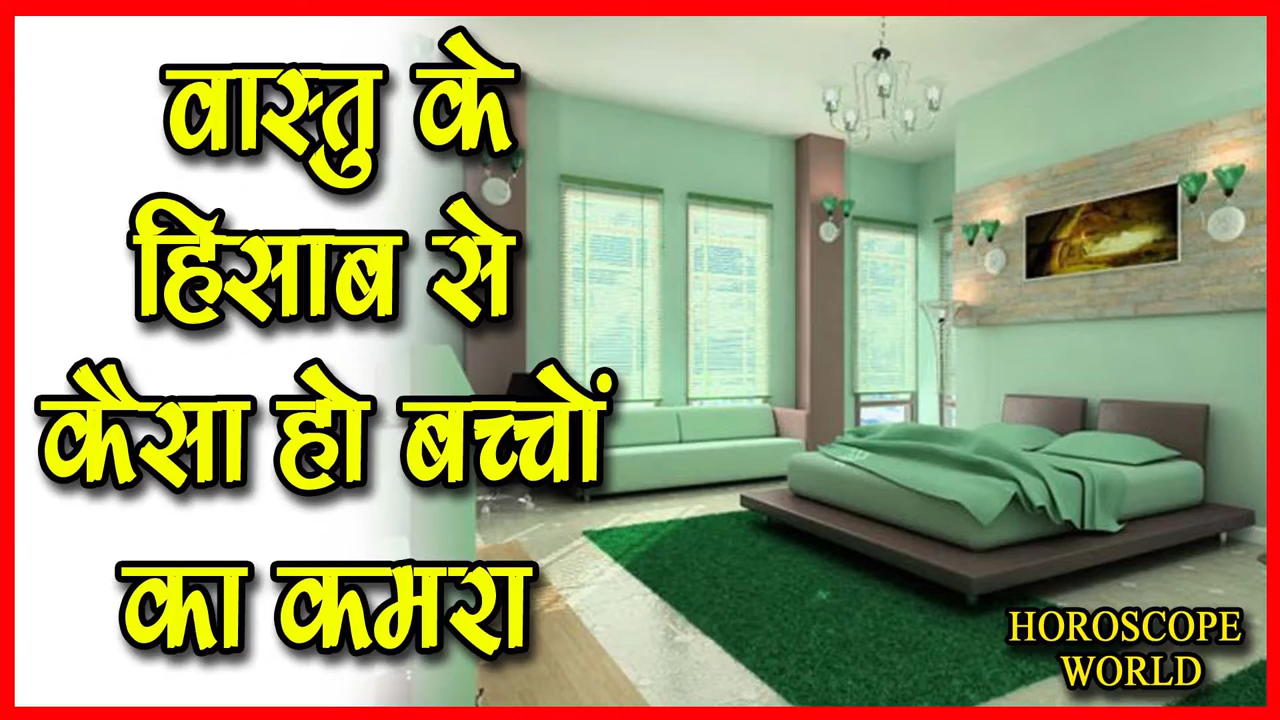 वास्तु के
हिसाब से
कैसा हो बच्चों
का कमरा
HOROSCOPE
WORLD